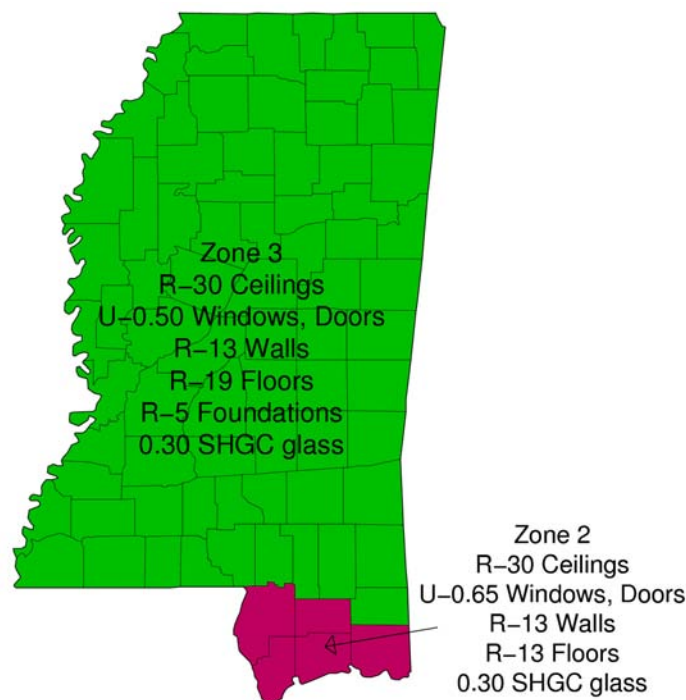 Zone 3
R−30 Ceilings
U−0.50 Windows, Doors
R−13 Walls
R−19 Floors
R−5 Foundations
0.30 SHGC glass
Zone 2
R−30 Ceilings
U−0.65 Windows, Doors
R−13 Walls
R−13 Floors
0.30 SHGC glass